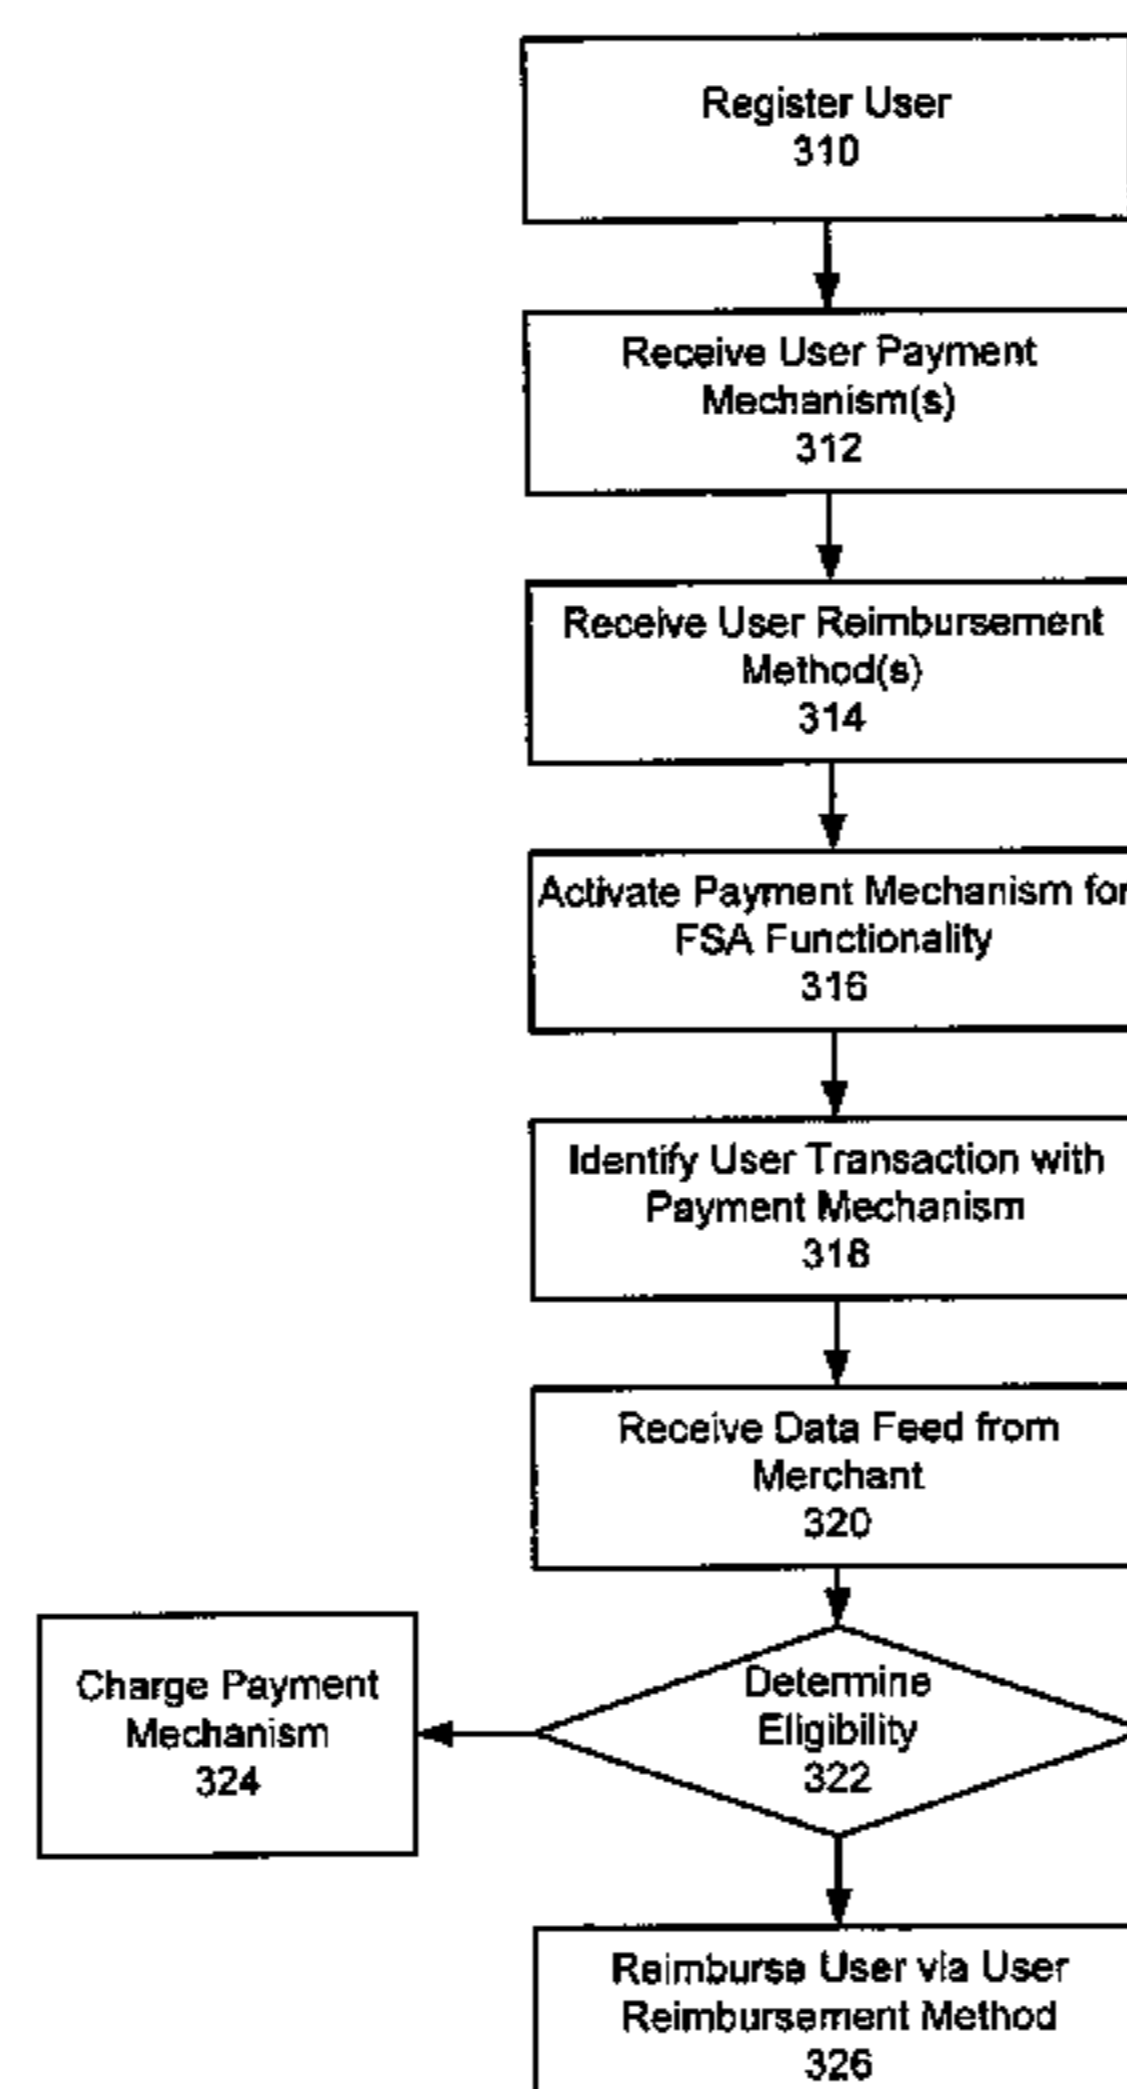 Register User
310
Receive User Payment
Mechanism(s)
312
Receive User Reimbursement
Method(s)
314
Activate Payment Mechanism for
FSA Functionality
316
Identify User Transaction with
Payment Mechanism
318
Receive Data Feed from
Merchant
320
Charge Payment
Mechanism
324
Determine
Eligibility
322
Reimburse User via User
Reimbursement Method
326